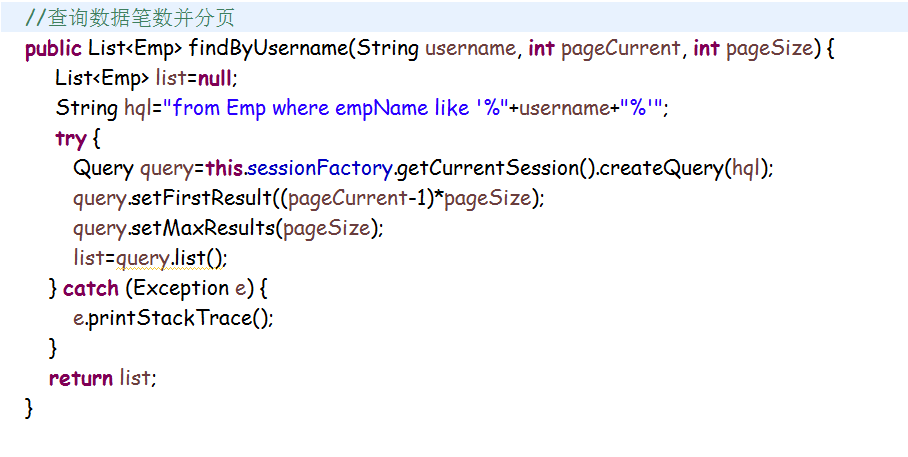 //查询数据笔数并分页
public List<Emp> findByUsername(String username, int pageCurrent, int pageSize) {
List<Emp> list=null;
String hql="from Emp where empName like '%"+username+"%'";
try {
Query query=this.sessionFactory.getCurrentSession().createQuery(hql);
query.setFirstResult((pageCurrent-1)*pageSize);
query.setMaxResults(pageSize);
list=query.list();
} catch (Exception e) {
e.printStackTrace();
}
return list;
}